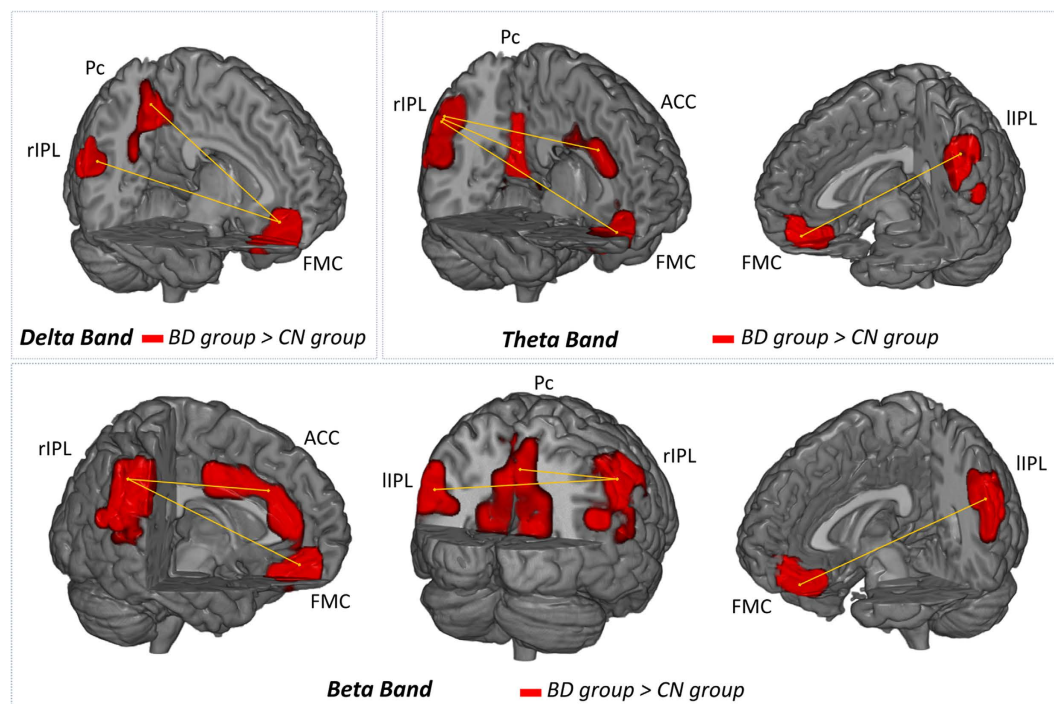 Pc
rIPL
FMC
Delta Band BD group > CN group
Pc
rIPL
ACC
FMC
lIPL
FMC
Theta Band BD group > CN group
rIPL
ACC
FMC
Pc
lIPL
rIPL
lIPL
FMC
Beta Band BD group > CN group